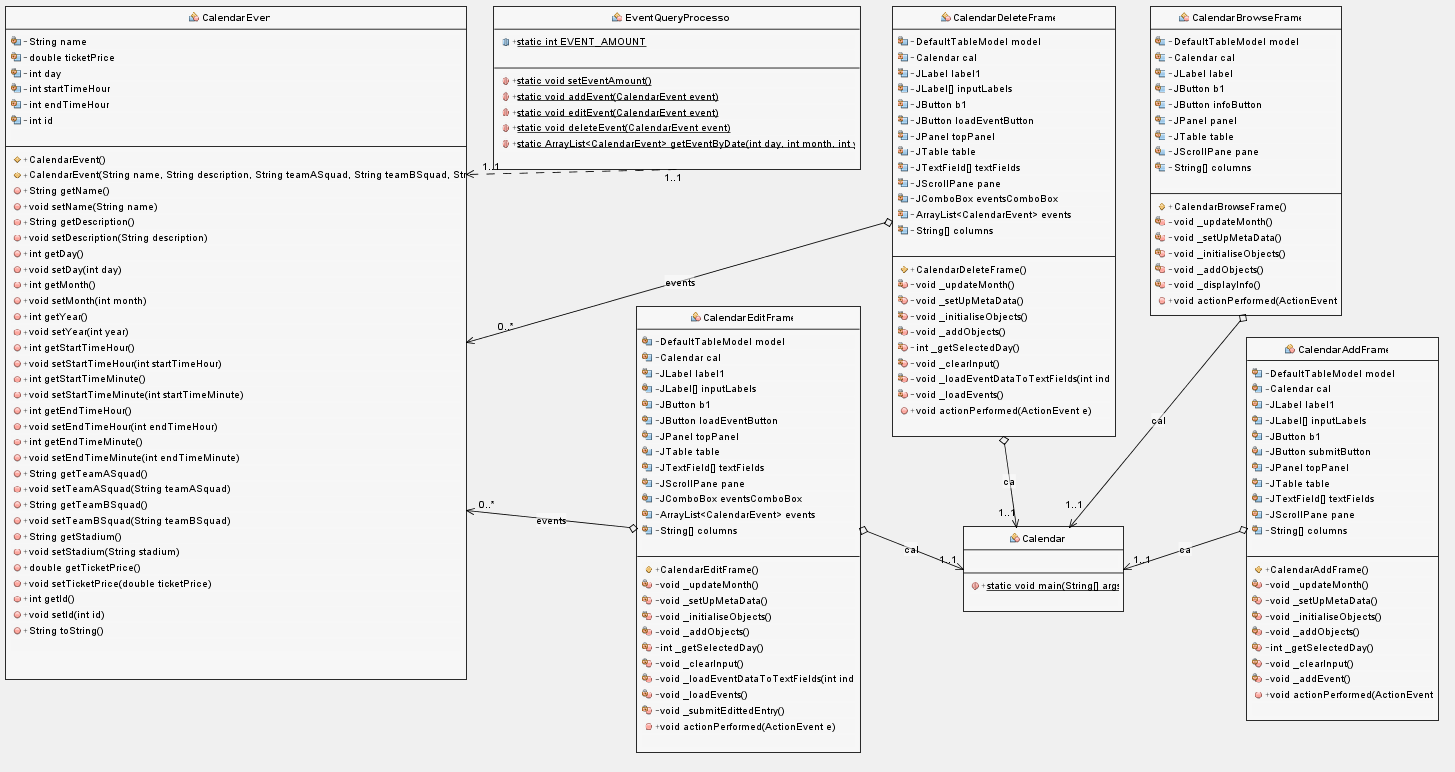 CalendarEven
- String name
- double ticketPrice
- int day
- int startTimeHour
- int endTimeHour
- int id
+ CalendarEvent()
+ CalendarEvent(String name, String description, String teamASquad, String teamBSquad, Str
+ String getName()
+ void setName(String name)
+ String getDescription()
+ void setDescription(String description)
+ int getDay()
+ void setDay(int day)
+ int getMonth()
+ void setMonth(int month)
+ int getYear()
+ void setYear(int year)
+ int getStartTimeHour()
+ void setStartTimeHour(int startTimeHour)
+ int getStartTimeMinute()
+ void setStartTimeMinute(int startTimeMinute)
+ int getEndTimeHour()
+ void setEndTimeHour(int endTimeHour)
+ int getEndTimeMinute()
+ void setEndTimeMinute(int endTimeMinute)
+ String getTeamASquad()
+ void setTeamASquad(String teamASquad)
+ String getTeamBSquad()
+ void setTeamBSquad(String teamBSquad)
+ String getStadium()
+ void setStadium(String stadium)
+ double getTicketPrice()
+ void setTicketPrice(double ticketPrice)
+ int getId()
+ void setId(int id)
+ String toString()
EventQueryProcesso
+ static int EVENT_AMOUNT
+ static void setEventAmount()
+ static void addEvent(CalendarEvent event)
+ static void editEvent(CalendarEvent event)
+ static void deleteEvent(CalendarEvent event)
+ static ArrayList<CalendarEvent> getEventByDate(int day, int month, int y
1..1
1..1
CalendarDeleteFrame
- DefaultTableModel model
- Calendar cal
- JLabel label1
- JLabel[] inputLabels
- JButton b1
- JButton loadEventButton
- JPanel topPanel
- JTable table
- JTextField[] textFields
- JScrollPane pane
- JComboBox eventsComboBox
- ArrayList<CalendarEvent> events
- String[] columns
+ CalendarDeleteFrame()
- void _updateMonth()
- void _setUpMetaData()
- void _initialiseObjects()
- void _addObjects()
- int _getSelectedDay()
- void _clearInput()
- void _loadEventDataToTextFields(int ind
- void _loadEvents()
+ void actionPerformed(ActionEvent e)
CalendarBrowseFrame
- DefaultTableModel model
- Calendar cal
- JLabel label
- JButton b1
- JButton infoButton
- JPanel panel
- JTable table
- JScrollPane pane
- String[] columns
+ CalendarBrowseFrame()
- void _updateMonth()
- void _setUpMetaData()
- void _initialiseObjects()
- void _addObjects()
- void _displayInfo()
+ void actionPerformed(ActionEvent
events
0..*
CalendarEditFrame
- DefaultTableModel model
- Calendar cal
- JLabel label1
- JLabel[] inputLabels
- JButton b1
- JButton loadEventButton
- JPanel topPanel
- JTable table
- JTextField[] textFields
- JScrollPane pane
- JComboBox eventsComboBox
- ArrayList<CalendarEvent> events
- String[] columns
+ CalendarEditFrame()
- void _updateMonth()
- void _setUpMetaData()
- void _initialiseObjects()
- void _addObjects()
- int _getSelectedDay()
- void _clearInput()
- void _loadEventDataToTextFields(int ind
- void _loadEvents()
- void _submitEdittedEntry()
+ void actionPerformed(ActionEvent e)
0..*
events
cal
1..1
ca
1..1
cal
1..1
ca
1..1
Calendar
+ static void main(String[] args
CalendarAddFrame
- DefaultTableModel model
- Calendar cal
- JLabel label1
- JLabel[] inputLabels
- JButton b1
- JButton submitButton
- JPanel topPanel
- JTable table
- JTextField[] textFields
- JScrollPane pane
- String[] columns
+ CalendarAddFrame()
- void _updateMonth()
- void _setUpMetaData()
- void _initialiseObjects()
- void _addObjects()
- int _getSelectedDay()
- void _clearInput()
- void _addEvent()
+ void actionPerformed(ActionEvent